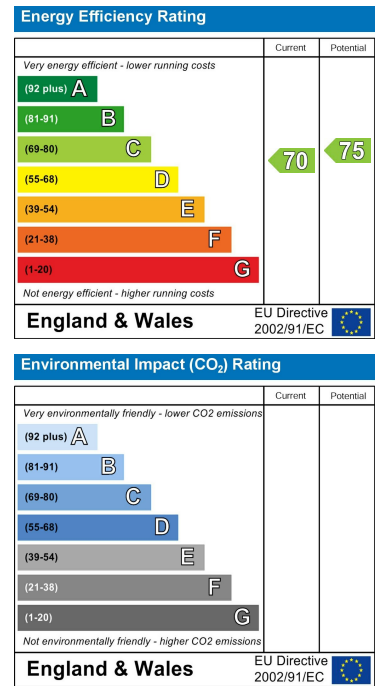 Energy Efficiency Rating
Current Potential
Very energy efficient - lower running costs
(92 plus) A
(81-91) B
(69-80) C
(55-68) D
(39-54) E
(21-38) F
(1-20) G
70 75
Not energy efficient - higher running costs
England & Wales
EU Directive
2002/91/EC
Environmental Impact (CO₂) Rating
Current Potential
Very environmentally friendly - lower CO2 emissions
(92 plus) A
(81-91) B
(69-80) C
(55-68) D
(39-54) E
(21-38) F
(1-20) G
Not environmentally friendly - higher CO2 emissions
England & Wales
EU Directive
2002/91/EC